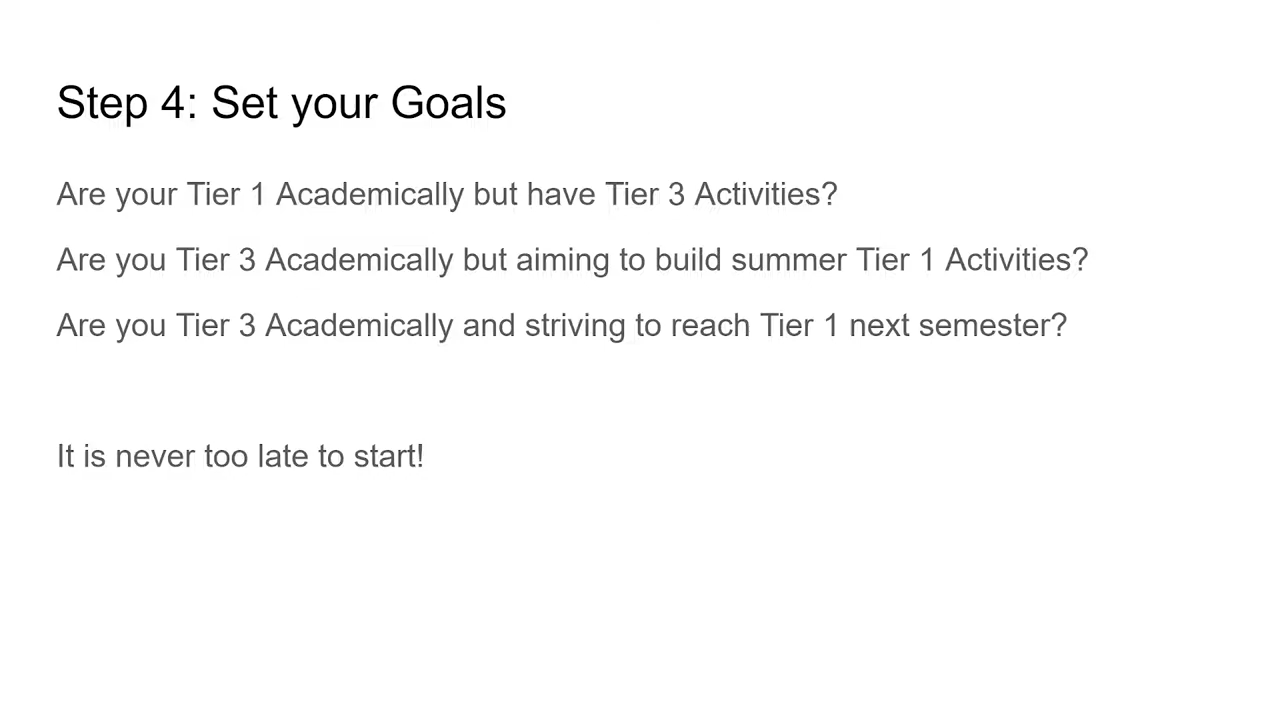 Step 4: Set your Goals
Are your Tier 1 Academically but have Tier 3 Activities?
Are you Tier 3 Academically but aiming to build summer Tier 1 Activities?
Are you Tier 3 Academically and striving to reach Tier 1 next semester?
It is never too late to start!